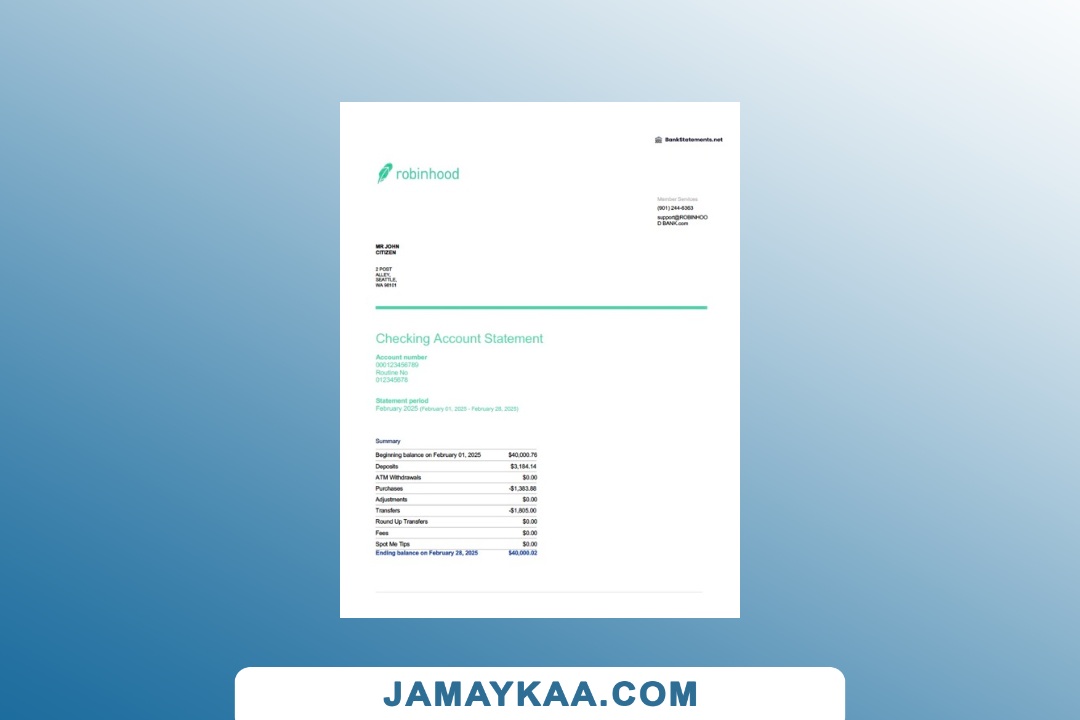 BankStatements.net
robinhood
Member Services
(901) 244-6363
support@ROBINHOO
D BANK.com
MR JOHN
CITIZEN
2 POST
ALLEY,
SEATTLE,
WA 98101
Checking Account Statement
Account number
000123456789
Routine No
012345678
Statement period
February 2025 (February 01, 2025 - February 28, 2025)
Summary
Beginning balance on February 01, 2025 $40,000.76
Deposits $3,184.14
ATM Withdrawals $0.00
Purchases -$1,383.88
Adjustments $0.00
Transfers -$1,805.00
Round Up Transfers $0.00
Fees $0.00
Spot Me Tips $0.00
Ending balance on February 28, 2025 $40,000.02
JAMAYKAA.COM